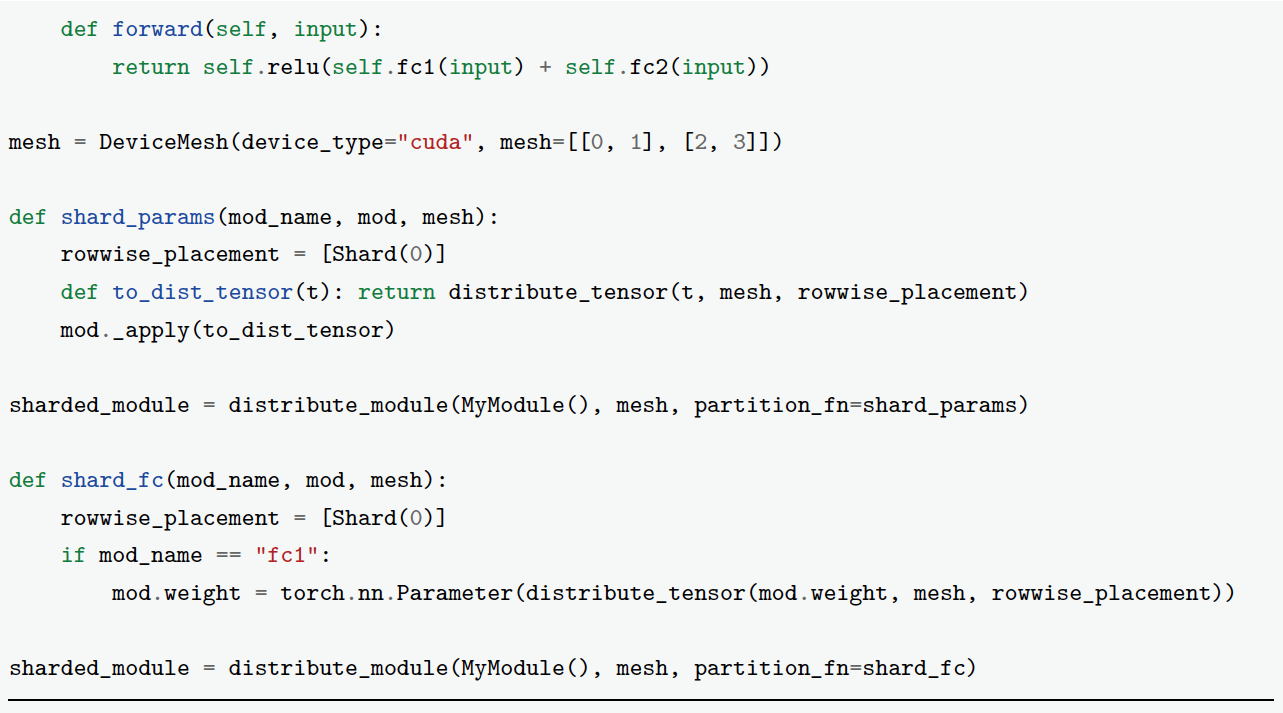 def forward(self, input):
        return self.relu(self.fc1(input) + self.fc2(input))

mesh = DeviceMesh(device_type="cuda", mesh=[[0, 1], [2, 3]])

def shard_params(mod_name, mod, mesh):
    rowwise_placement = [Shard(0)]
    def to_dist_tensor(t): return distribute_tensor(t, mesh, rowwise_placement)
    mod._apply(to_dist_tensor)

sharded_module = distribute_module(MyModule(), mesh, partition_fn=shard_params)

def shard_fc(mod_name, mod, mesh):
    rowwise_placement = [Shard(0)]
    if mod_name == "fc1":
        mod.weight = torch.nn.Parameter(distribute_tensor(mod.weight, mesh, rowwise_placement))

sharded_module = distribute_module(MyModule(), mesh, partition_fn=shard_fc)